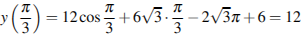 y(π/3) = 12cos π/3 + 6√3 · π/3 − 2√3π + 6 = 12